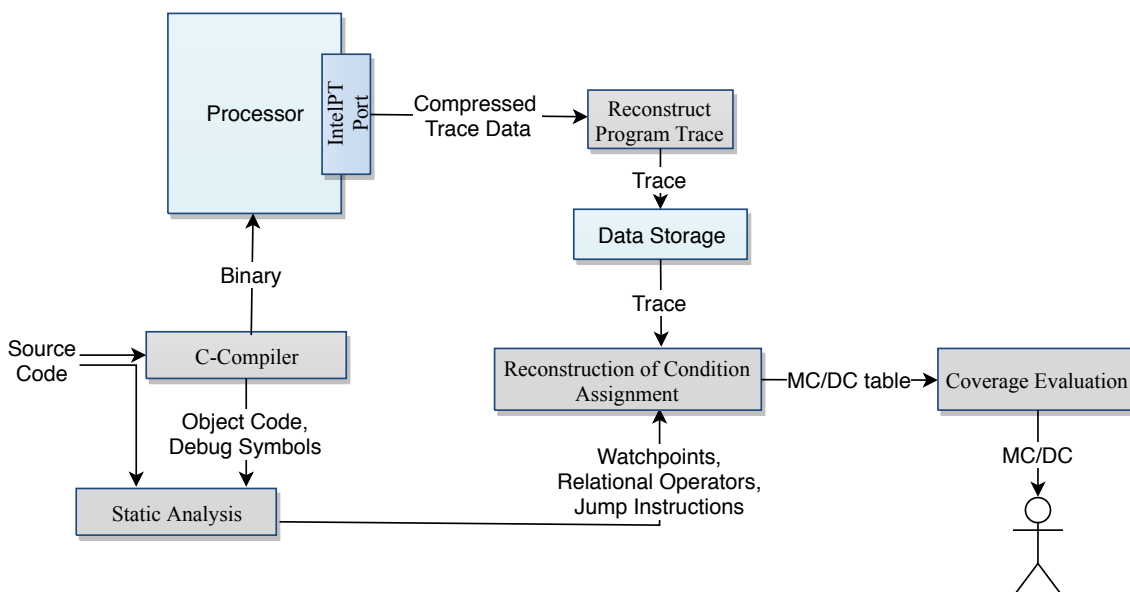 Processor
IntelPT
Port
Compressed
Trace Data
Reconstruct
Program Trace
Trace
Data Storage
Binary
Trace
Source
Code
C-Compiler
Reconstruction of Condition
Assignment
MC/DC table
Coverage Evaluation
Object Code,
Debug Symbols
Watchpoints,
Relational Operators,
Jump Instructions
MC/DC
Static Analysis